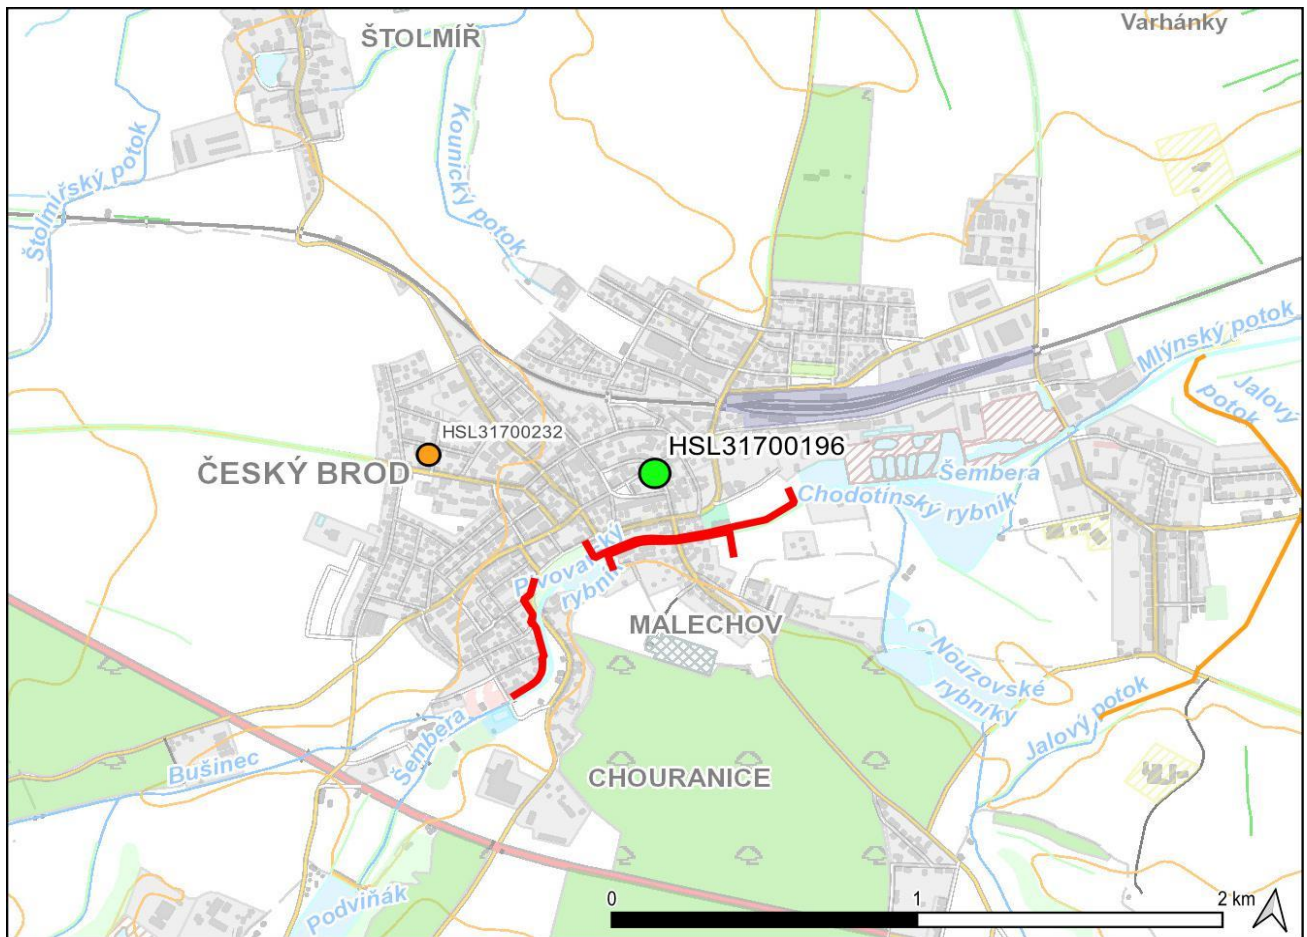 Varhánky
ŠTOLMÍŘ
Kounický potok
Štolmířský potok
Mlýnský potok
Jalový
potok
HSL31700232
HSL31700196
ČESKÝ BROD
Šembera
Chodotínský rybník
Pivovarský
rybník
MALECHOV
Nouzovské
rybníky
Jalový potok
Bušinec
Šembera
CHOURANICE
Podviňák
0 1 2 km